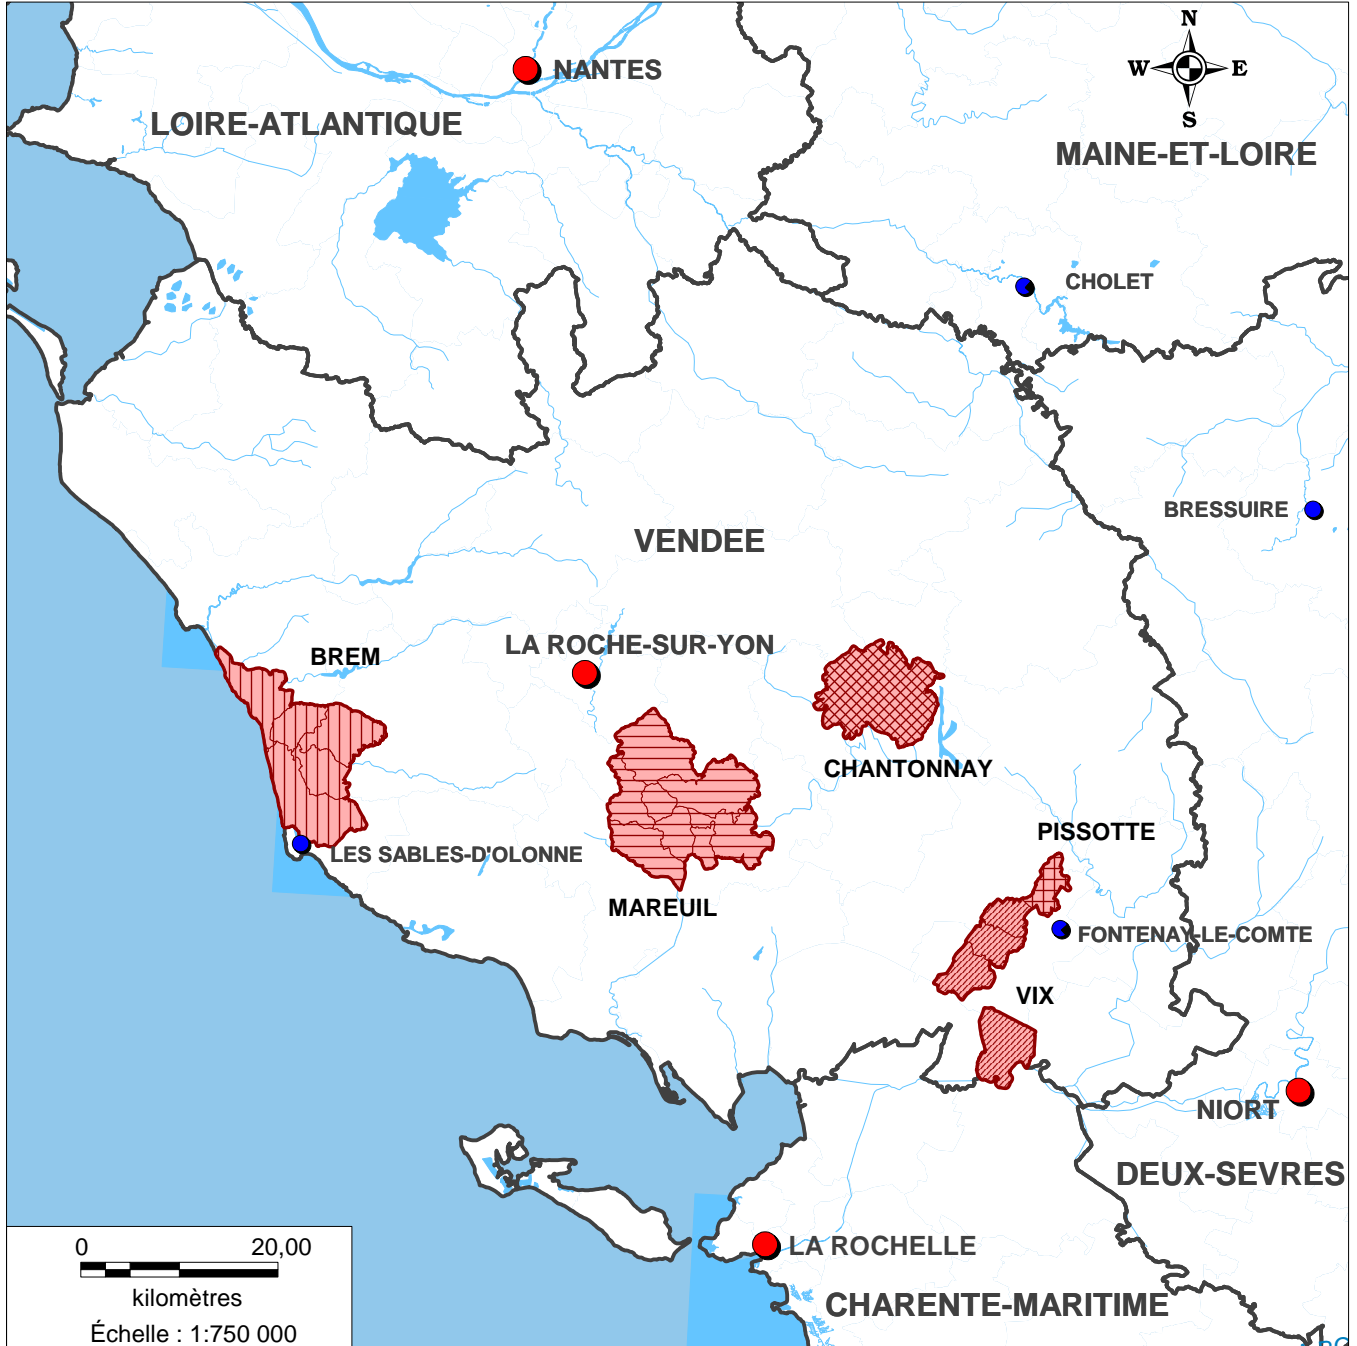 N
NANTES
W
E
S
LOIRE-ATLANTIQUE
MAINE-ET-LOIRE
CHOLET
BRESSUIRE
VENDEE
LA ROCHE-SUR-YON
BREM
CHANTONNAY
PISSOTTE
LES SABLES-D'OLONNE
MAREUIL
FONTENAY-LE-COMTE
VIX
NIORT
DEUX-SEVRES
LA ROCHELLE
0 20,00
kilomètres
CHARENTE-MARITIME
Échelle : 1:750 000